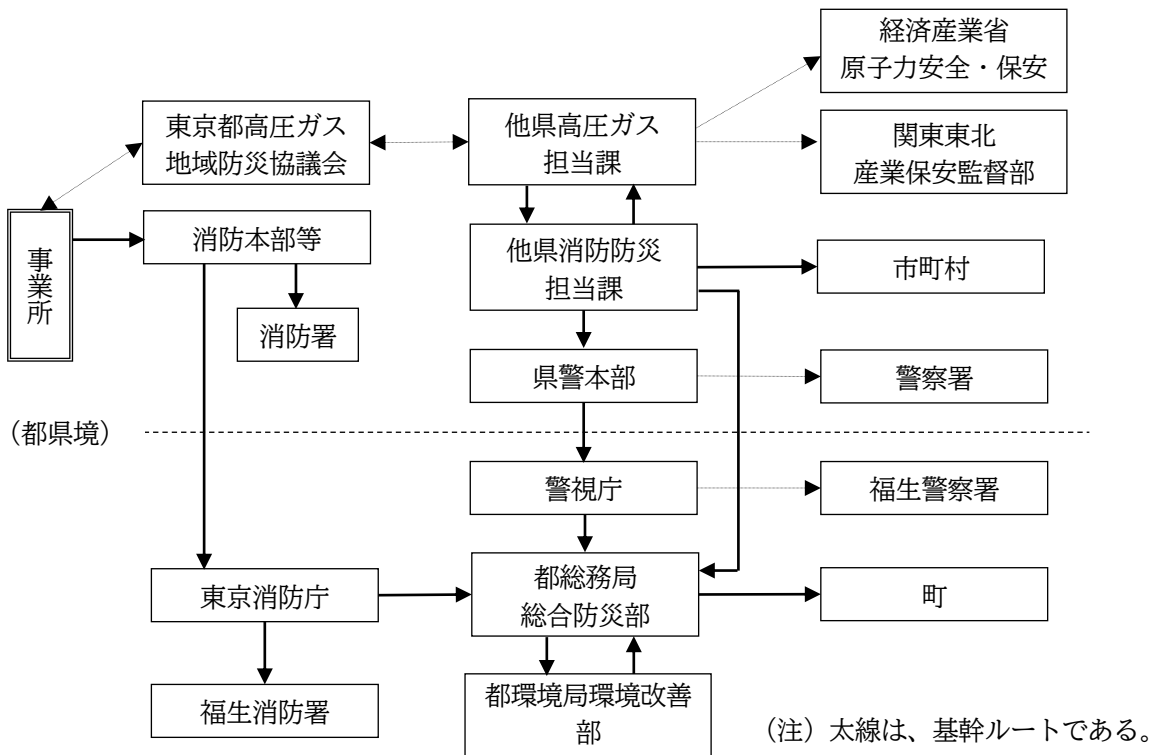 経済産業省
原子力安全・保安
東京都高圧ガス
地域防災協議会
他県高圧ガス
担当課
関東東北
産業保安監督部
事業所
消防本部等
他県消防防災
担当課
市町村
消防署
県警本部
警察署
（都県境）
警視庁
福生警察署
東京消防庁
都総務局
総合防災部
町
福生消防署
都環境局環境改善
部
（注）太線は、基幹ルートである。